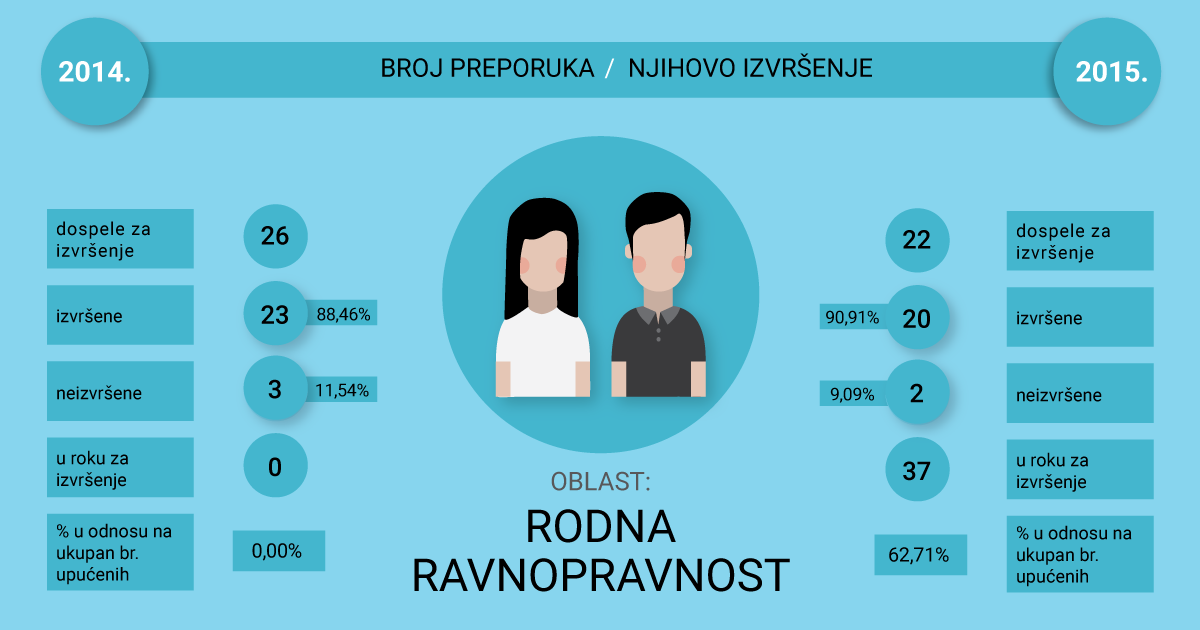 2014.
BROJ PREPORUKA / NJIHOVO IZVRŠENJE
2015.
dospele za
izvršenje
26
izvršene
23
88,46%
neizvršene
3
11,54%
u roku za
izvršenje
0
% u odnosu na
ukupan br.
upućenih
0,00%
OBLAST:
RODNA
RAVNOPRAVNOST
22
dospele za
izvršenje
90,91%
20
izvršene
9,09%
2
neizvršene
37
u roku za
izvršenje
62,71%
% u odnosu na
ukupan br.
upućenih